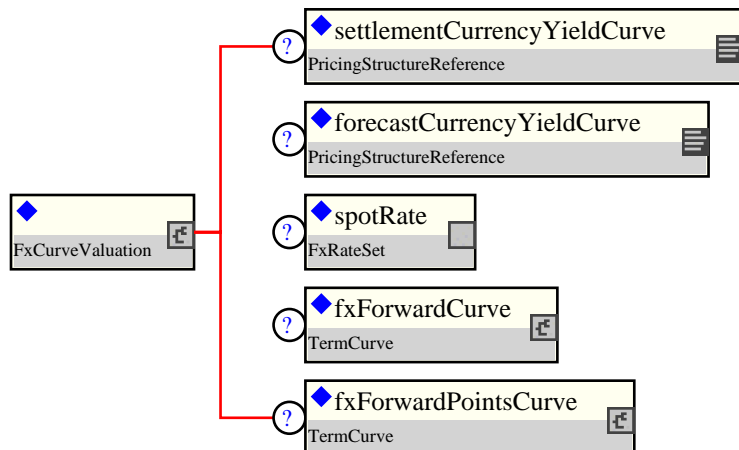 settlementCurrencyYieldCurve
?
PricingStructureReference
forecastCurrencyYieldCurve
?
PricingStructureReference
FxCurveValuation
spotRate
?
FxRateSet
fxForwardCurve
?
TermCurve
fxForwardPointsCurve
?
TermCurve